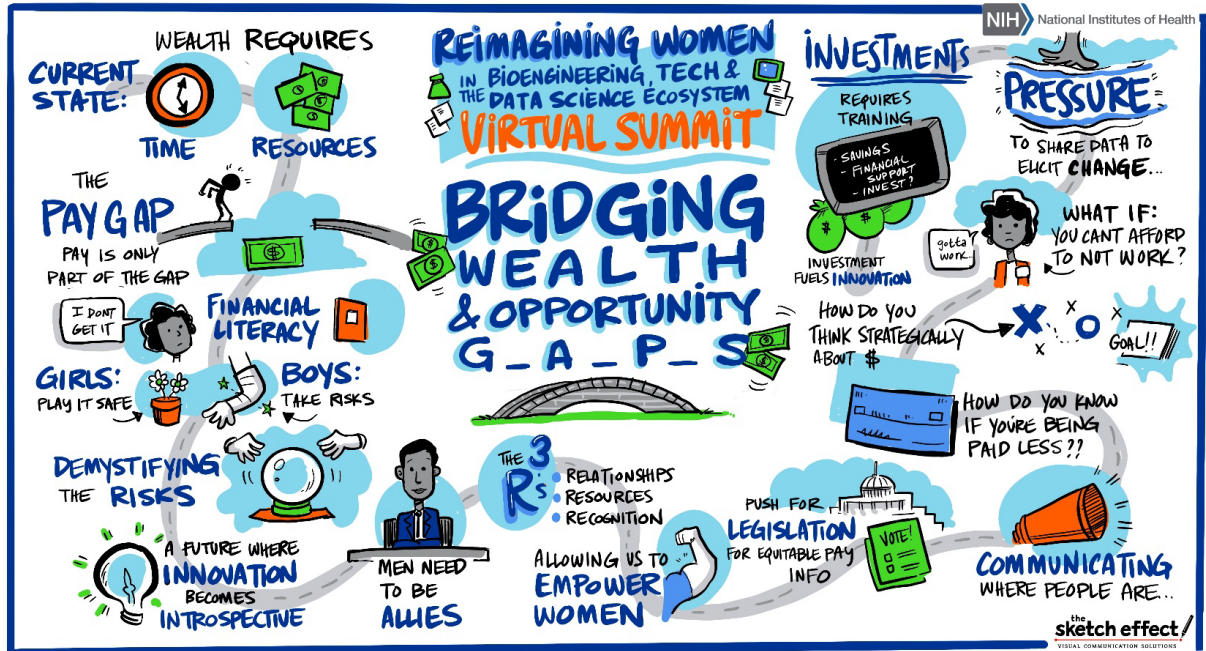 NIH National Institutes of Health
REIMAGINING WOMEN
IN BIOENGINEERING, TECH &
THE DATA SCIENCE ECOSYSTEM
VIRTUAL SUMMIT
BRIDGING
WEALTH
& OPPORTUNITY
G_A_P_S
CURRENT
STATE:
WEALTH REQUIRES
TIME
RESOURCES
THE
PAY GAP
PAY IS ONLY
PART OF THE GAP
I DONT
GET IT
FINANCIAL
LITERACY
GIRLS:
PLAY IT SAFE
BOYS:
TAKE RISKS
DEMYSTIFYING
THE RISKS
A FUTURE WHERE
INNOVATION
BECOMES
INTROSPECTIVE
MEN NEED
TO BE
ALLIES
THE 3
R's
RELATIONSHIPS
RESOURCES
RECOGNITION
ALLOWING US TO
EMPOWER
WOMEN
PUSH FOR
LEGISLATION
FOR EQUITABLE PAY
INFO
VOTE!
COMMUNICATING
WHERE PEOPLE ARE...
HOW DO YOU KNOW
IF YOU'RE BEING
PAID LESS??
HOW DO YOU
THINK STRATEGICALLY
ABOUT $
X
O
X
X
GOAL!!
gotta
work..
WHAT IF:
YOU CANT AFFORD
TO NOT WORK?
PRESSURE
TO SHARE DATA TO
ELICIT CHANGE...
INVESTMENTS
REQUIRES
TRAINING
- SAVINGS
- FINANCIAL
SUPPORT
- INVEST?
INVESTMENT
FUELS INNOVATION
the
sketch effect
VISUAL COMMUNICATION SOLUTIONS